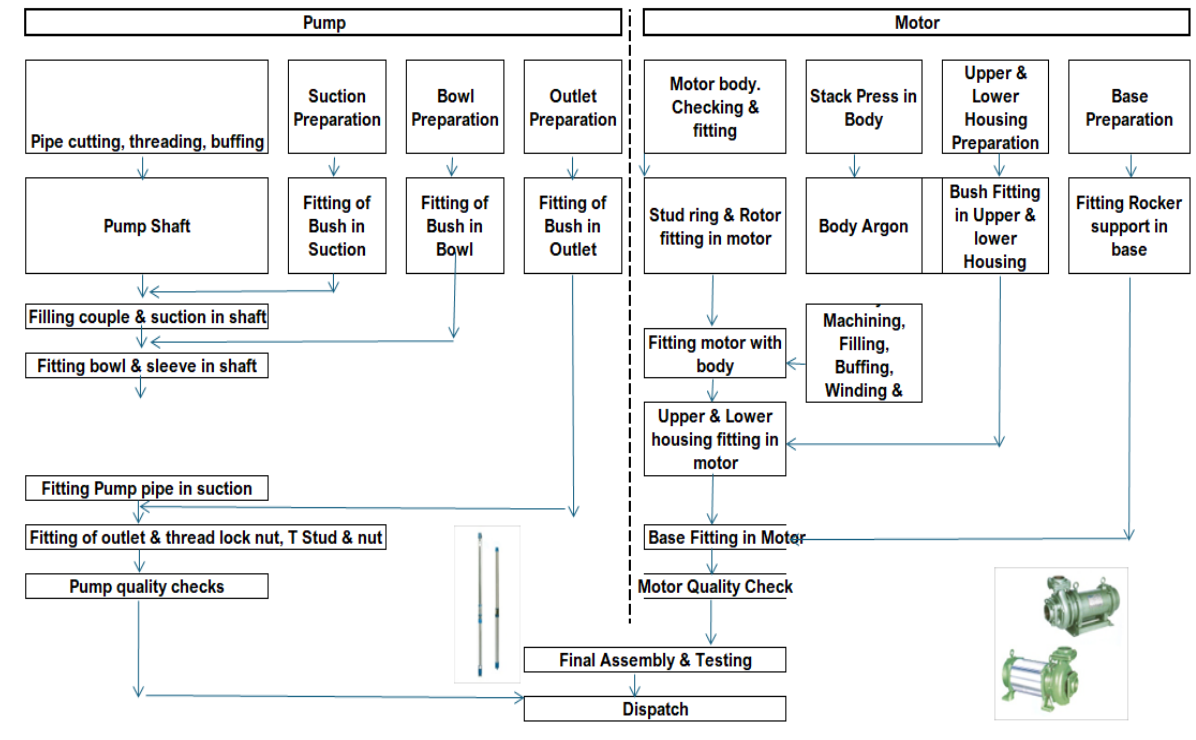 Pump
Motor
Pipe cutting, threading, buffing
Suction
Preparation
Bowl
Preparation
Outlet
Preparation
Motor body.
Checking &
fitting
Stack Press in
Body
Upper &
Lower
Housing
Preparation
Base
Preparation
Pump Shaft
Fitting of
Bush in
Suction
Fitting of
Bush in
Bowl
Fitting of
Bush in
Outlet
Stud ring & Rotor
fitting in motor
Body Argon
Bush Fitting
in Upper &
lower
Housing
Fitting Rocker
support in
base
Filling couple & suction in shaft
Fitting bowl & sleeve in shaft
Fitting motor with
body
Machining,
Filling,
Buffing,
Winding &
Upper & Lower
housing fitting in
motor
Fitting Pump pipe in suction
Fitting of outlet & thread lock nut, T Stud & nut
Base Fitting in Motor
Pump quality checks
Motor Quality Check
Final Assembly & Testing
Dispatch